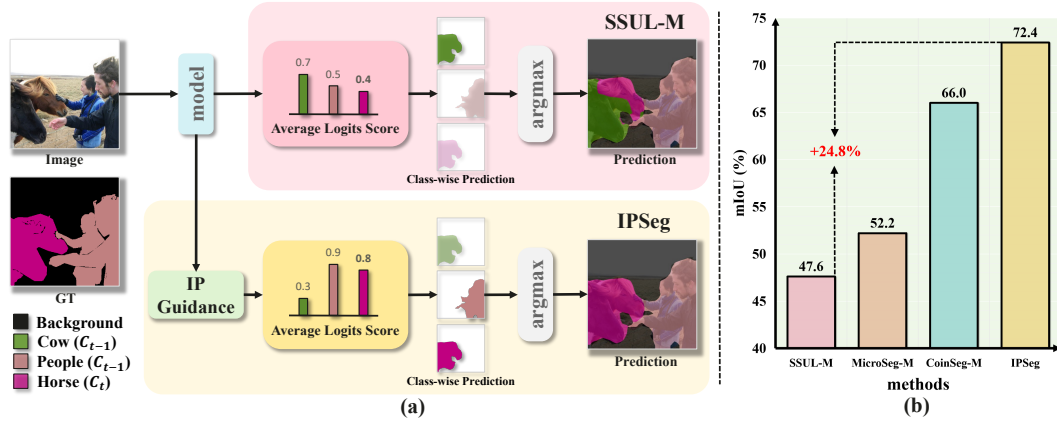 SSUL-M
model
0.7
0.5
0.4
Average Logits Score
Class-wise Prediction
argmax
Prediction
Image
GT
Background
Cow (C_{t-1})
People (C_{t-1})
Horse (C_t)
IPSeg
IP
Guidance
0.3
0.9
0.8
Average Logits Score
Class-wise Prediction
argmax
Prediction
(a)
mIoU (%)
75
70
65
60
55
50
45
40
47.6
52.2
66.0
72.4
+24.8%
SSUL-M
MicroSeg-M
CoinSeg-M
IPSeg
methods
(b)